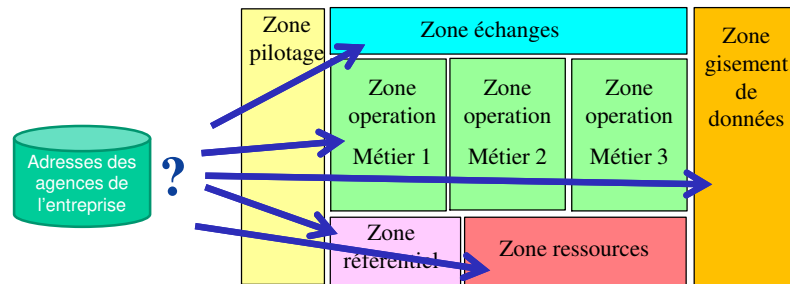 Zone
pilotage
Zone échanges
Zone
gisement
de
données
Zone
operation
Métier 1
Zone
operation
Métier 2
Zone
operation
Métier 3
Adresses des
agences de
l'entreprise
?
Zone
référentiel
Zone ressources